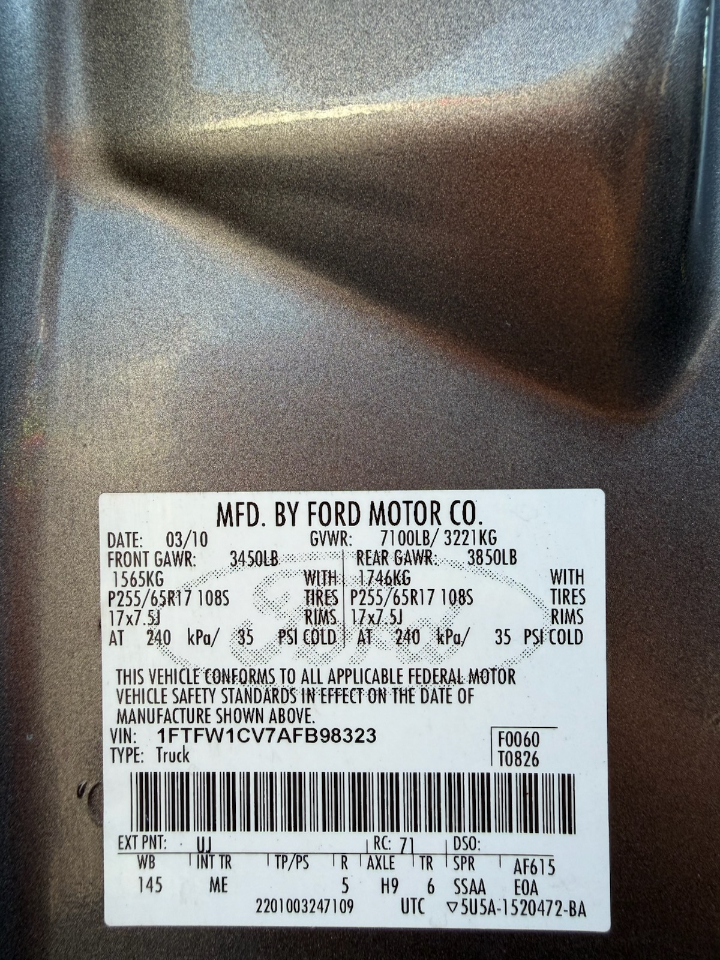 MFD. BY FORD MOTOR CO.
DATE: 03/10 GVWR: 7100LB/ 3221KG
FRONT GAWR: 3450LB REAR GAWR: 3850LB
1565KG WITH 1746KG WITH
P255/65R17 108S TIRES P255/65R17 108S TIRES
17x7.5J RIMS 17x7.5J RIMS
AT 240 kPa/ 35 PSI COLD AT 240 kPa/ 35 PSI COLD
THIS VEHICLE CONFORMS TO ALL APPLICABLE FEDERAL MOTOR
VEHICLE SAFETY STANDARDS IN EFFECT ON THE DATE OF
MANUFACTURE SHOWN ABOVE.
VIN: 1FTFW1CV7AFB98323 F0060
TYPE: Truck T0826
EXT PNT: UJ RC: 71 DSO:
WB INT TR TP/PS R AXLE TR SPR AF615
145 ME 5 H9 6 SSAA E0A
2201003247109 UTC ▽5U5A-1520472-BA